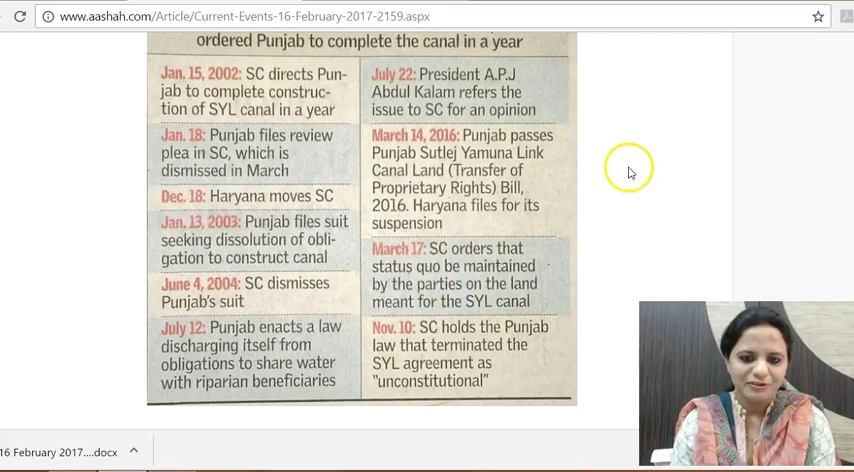 www.aashah.com/Article/Current-Events-16-February-2017-2159.aspx
ordered Punjab to complete the canal in a year
Jan. 15, 2002: SC directs Pun-
jab to complete construc-
tion of SYL canal in a year
Jan. 18: Punjab files review
plea in SC, which is
dismissed in March
Dec. 18: Haryana moves SC
Jan. 13, 2003: Punjab files suit
seeking dissolution of obli-
gation to construct canal
June 4, 2004: SC dismisses
Punjab's suit
July 12: Punjab enacts a law
discharging itself from
obligations to share water
with riparian beneficiaries
July 22: President A.P.J
Abdul Kalam refers the
issue to SC for an opinion
March 14, 2016: Punjab passes
Punjab Sutlej Yamuna Link
Canal Land (Transfer of
Proprietary Rights) Bill,
2016. Haryana files for its
suspension
March 17: SC orders that
status quo be maintained
by the parties on the land
meant for the SYL canal
Nov. 10: SC holds the Punjab
law that terminated the
SYL agreement as
"unconstitutional"
16 February 2017....docx